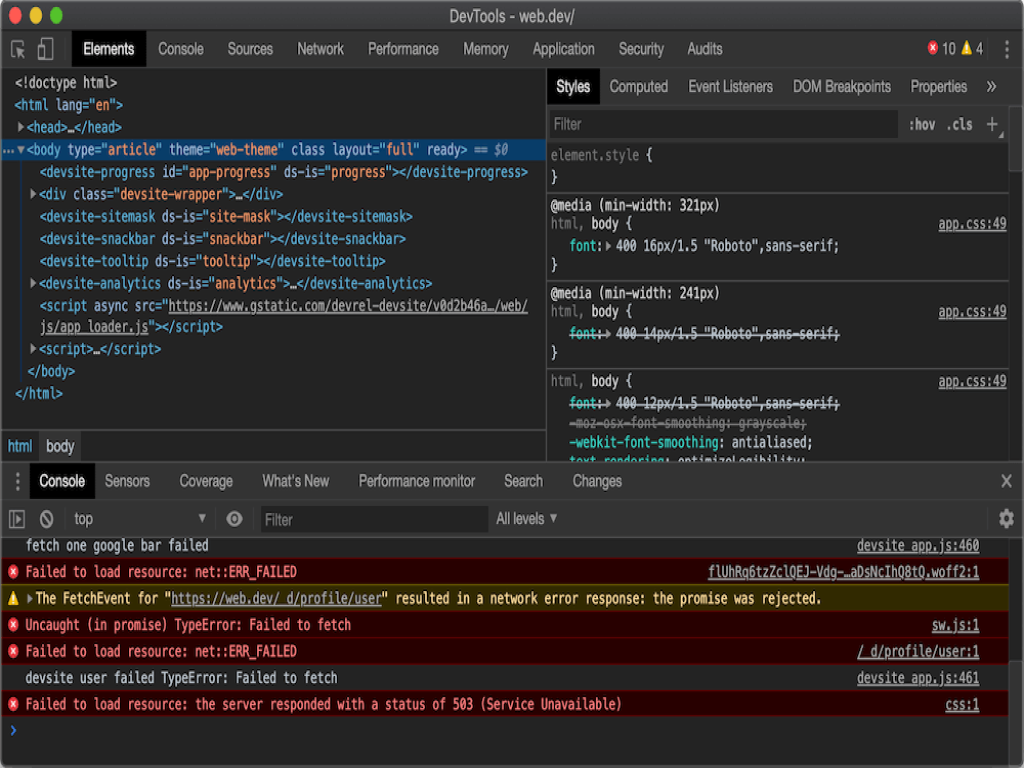 DevTools - web.dev/
Elements Console Sources Network Performance Memory Application Security Audits 10 4
<!doctype html>
<html lang="en">
<head>…</head>
<body type="article" theme="web-theme" class layout="full" ready> == $0
<devsite-progress id="app-progress" ds-is="progress"></devsite-progress>
<div class="devsite-wrapper">…</div>
<devsite-sitemask ds-is="site-mask"></devsite-sitemask>
<devsite-snackbar ds-is="snackbar"></devsite-snackbar>
<devsite-tooltip ds-is="tooltip"></devsite-tooltip>
<devsite-analytics ds-is="analytics">…</devsite-analytics>
<script async src="https://www.gstatic.com/devrel-devsite/v0d2b46a…/web/
js/app_loader.js"></script>
<script>…</script>
</body>
</html>
html body
Styles Computed Event Listeners DOM Breakpoints Properties »
Filter :hov .cls +
element.style {
}
@media (min-width: 321px)
html, body { app.css:49
font: 400 16px/1.5 "Roboto",sans-serif;
}
@media (min-width: 241px)
html, body { app.css:49
font: 400 14px/1.5 "Roboto",sans-serif;
}
html, body { app.css:49
font: 400 12px/1.5 "Roboto",sans-serif;
-moz-osx-font-smoothing: grayscale;
-webkit-font-smoothing: antialiased;
text-rendering: optimizeLegibility;
Console Sensors Coverage What's New Performance monitor Search Changes
top Filter All levels
fetch one google bar failed devsite_app.js:460
Failed to load resource: net::ERR_FAILED flUhRq6tzZclQEJ-Vdg-…aDsNcIhQ8tQ.woff2:1
The FetchEvent for "https://web.dev/_d/profile/user" resulted in a network error response: the promise was rejected.
Uncaught (in promise) TypeError: Failed to fetch sw.js:1
Failed to load resource: net::ERR_FAILED /_d/profile/user:1
devsite user failed TypeError: Failed to fetch devsite_app.js:461
Failed to load resource: the server responded with a status of 503 (Service Unavailable) css:1